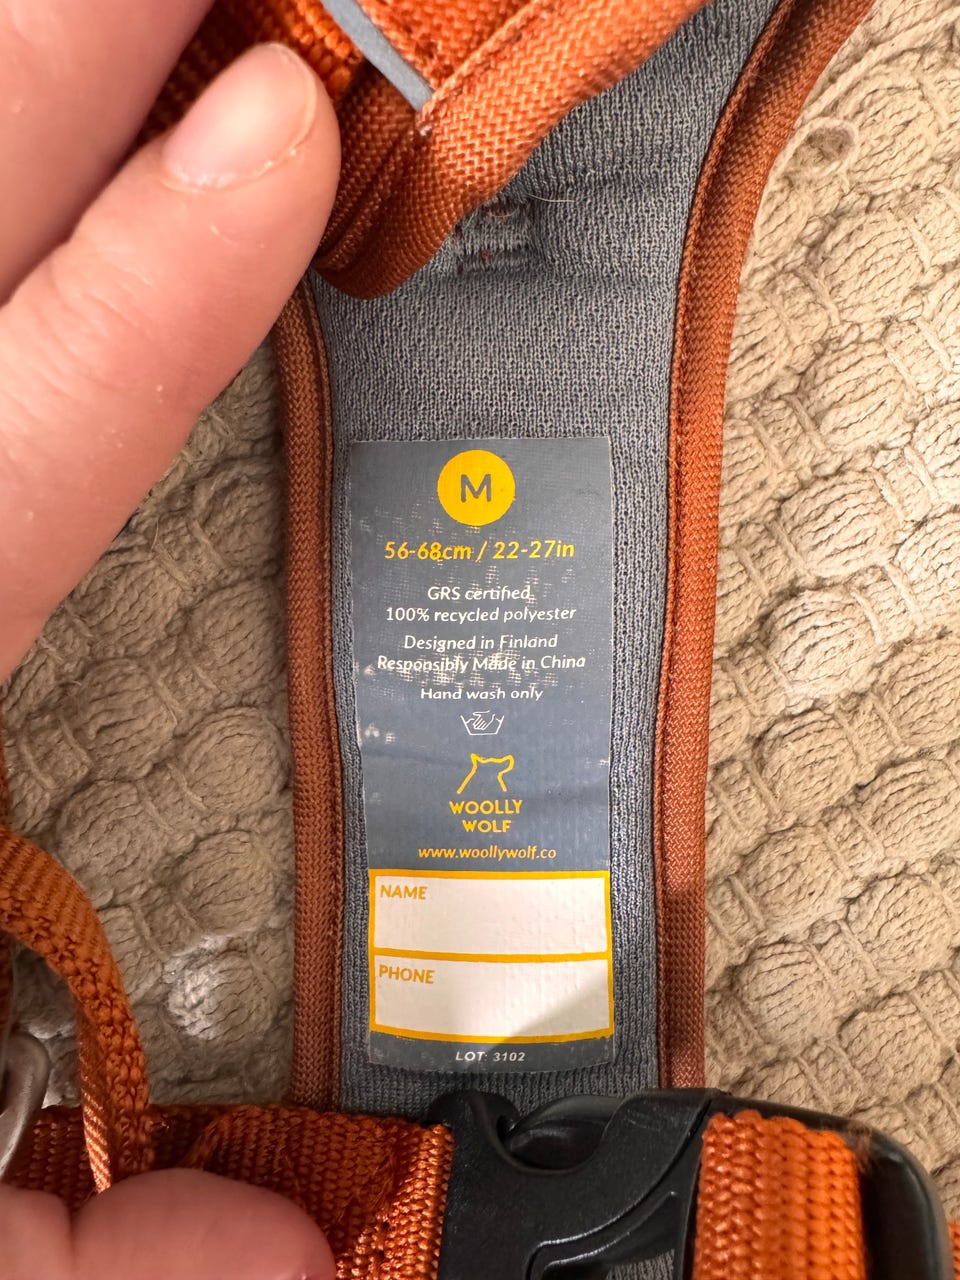 M
56-68cm / 22-27in
GRS certified
100% recycled polyester
Designed in Finland
Responsibly Made in China
Hand wash only
WOOLLY
WOLF
www.woollywolf.co
NAME
PHONE
LOT: 3102